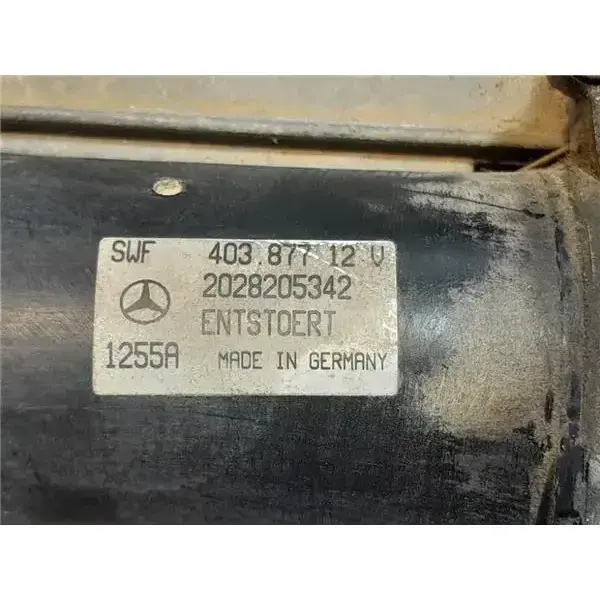 SWF 403.877 12 V
2028205342
ENTSTOERT
1255A MADE IN GERMANY